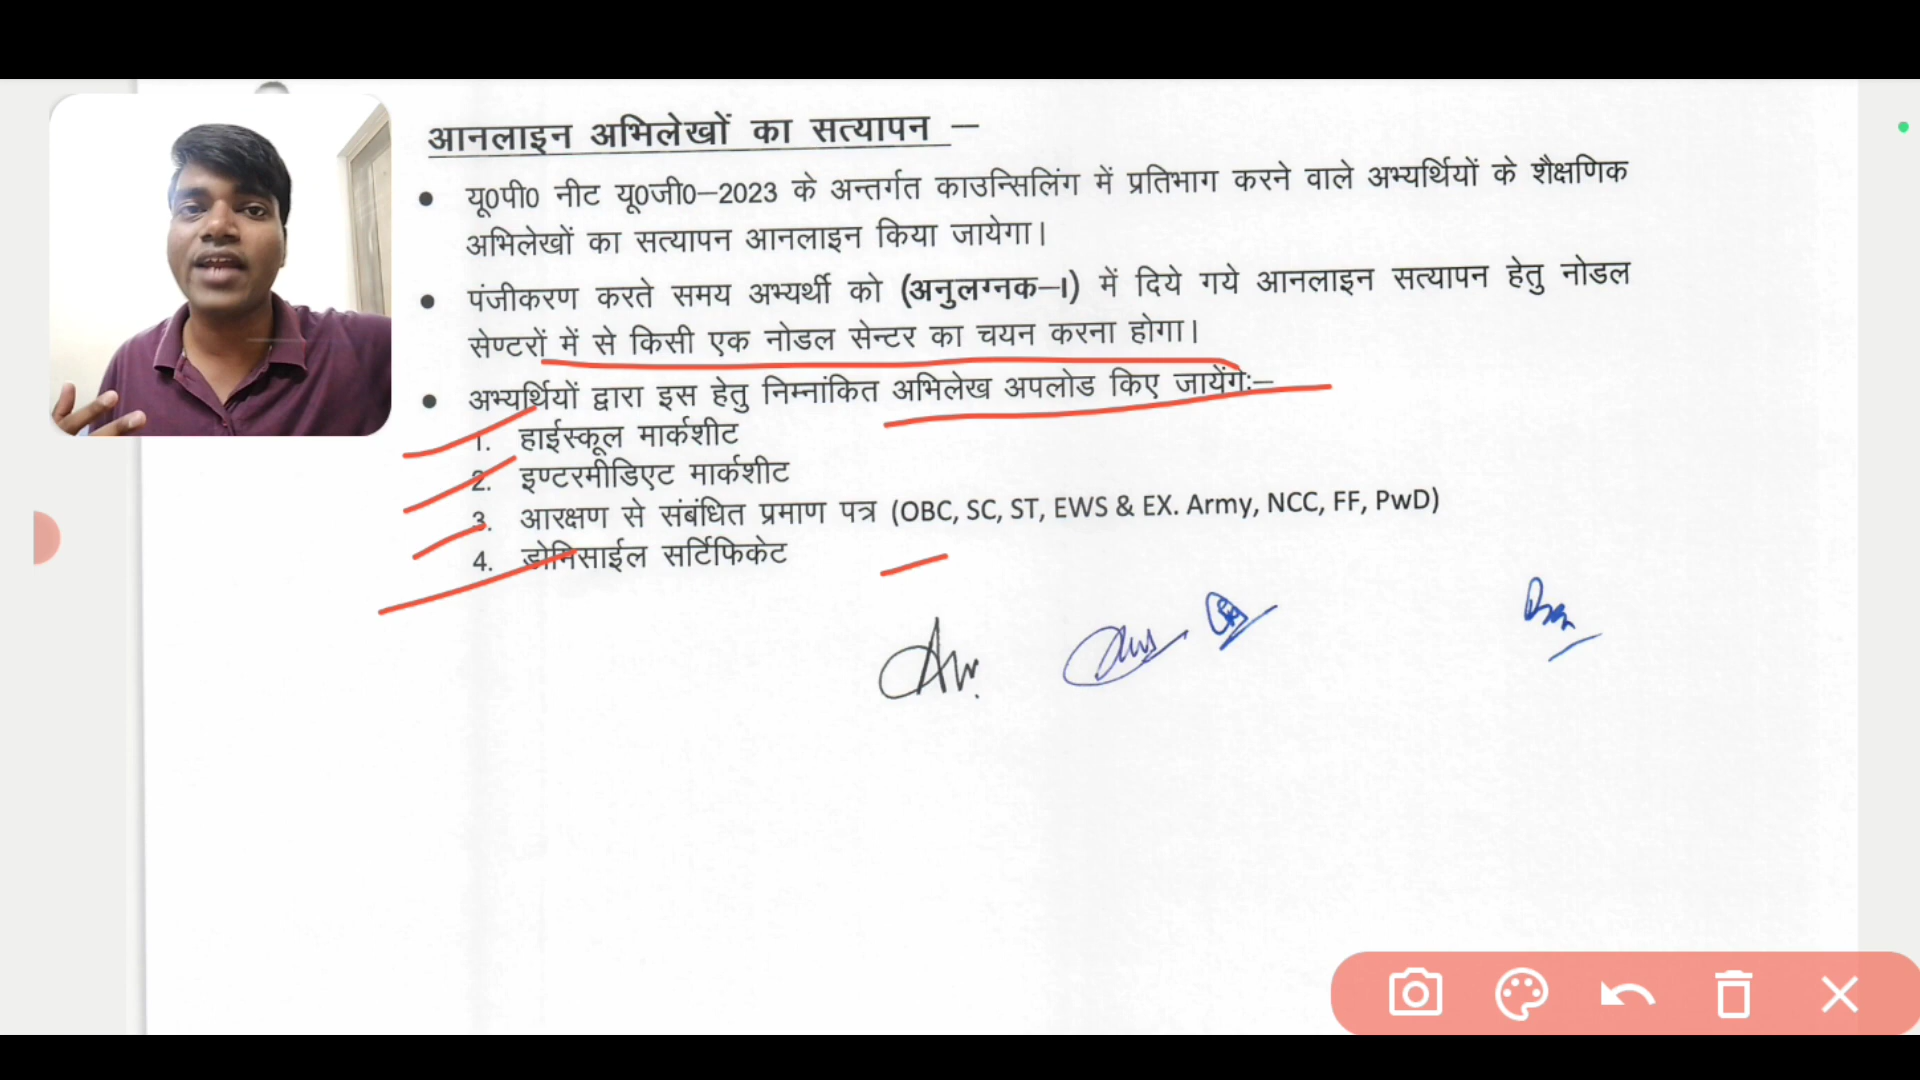 आनलाइन अभिलेखों का सत्यापन –
• यू0पी0 नीट यू0जी0–2023 के अन्तर्गत काउन्सिलिंग में प्रतिभाग करने वाले अभ्यर्थियों के शैक्षणिक
अभिलेखों का सत्यापन आनलाइन किया जायेगा।
• पंजीकरण करते समय अभ्यर्थी को (अनुलग्नक–I) में दिये गये आनलाइन सत्यापन हेतु नोडल
सेण्टरों में से किसी एक नोडल सेन्टर का चयन करना होगा।
• अभ्यर्थियों द्वारा इस हेतु निम्नांकित अभिलेख अपलोड किए जायेंगेः–
1. हाईस्कूल मार्कशीट
2. इण्टरमीडिएट मार्कशीट
3. आरक्षण से संबंधित प्रमाण पत्र (OBC, SC, ST, EWS & EX. Army, NCC, FF, PwD)
4. डोमिसाईल सर्टिफिकेट